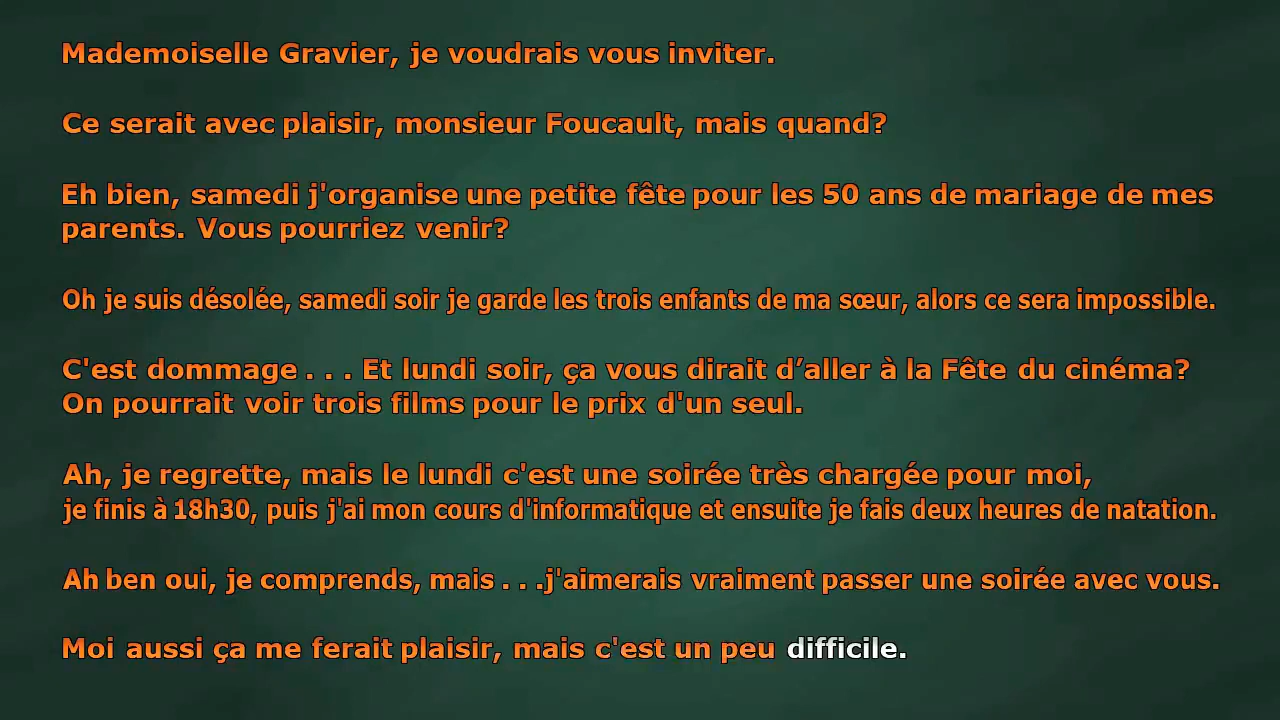 Mademoiselle Gravier, je voudrais vous inviter.
Ce serait avec plaisir, monsieur Foucault, mais quand?
Eh bien, samedi j'organise une petite fête pour les 50 ans de mariage de mes
parents. Vous pourriez venir?
Oh je suis désolée, samedi soir je garde les trois enfants de ma sœur, alors ce sera impossible.
C'est dommage . . . Et lundi soir, ça vous dirait d’aller à la Fête du cinéma?
On pourrait voir trois films pour le prix d'un seul.
Ah, je regrette, mais le lundi c'est une soirée très chargée pour moi,
je finis à 18h30, puis j'ai mon cours d'informatique et ensuite je fais deux heures de natation.
Ah ben oui, je comprends, mais . . .j'aimerais vraiment passer une soirée avec vous.
Moi aussi ça me ferait plaisir, mais c'est un peu difficile.